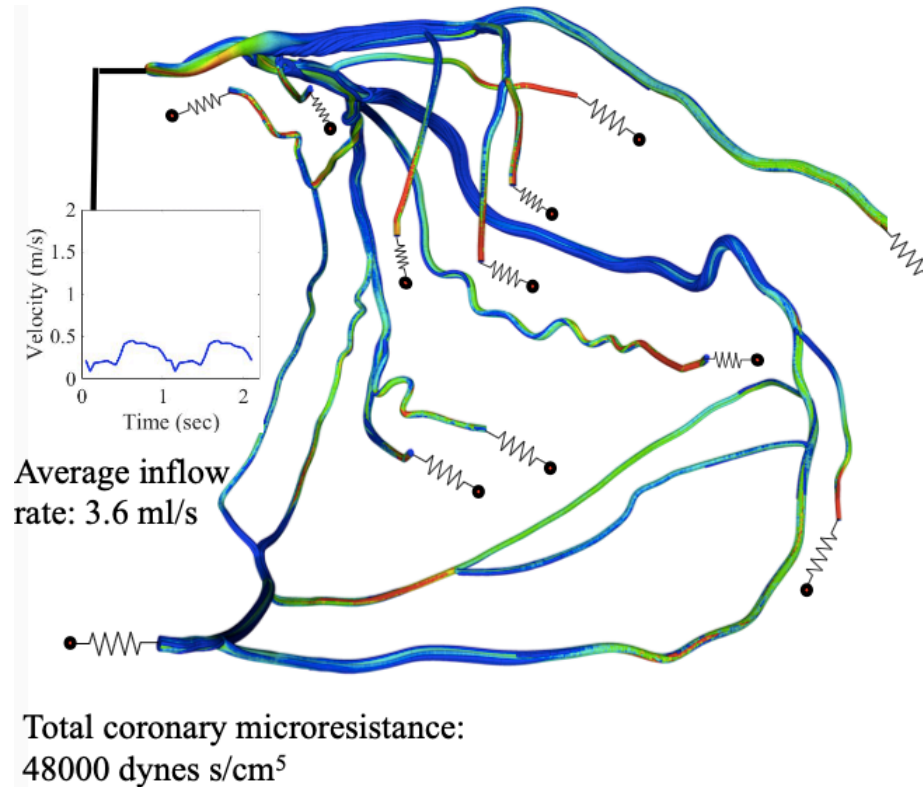 2
1.5
1
0.5
0
Velocity (m/s)
0 1 2
Time (sec)
Average inflow
rate: 3.6 ml/s
Total coronary microresistance:
48000 dynes s/cm⁵